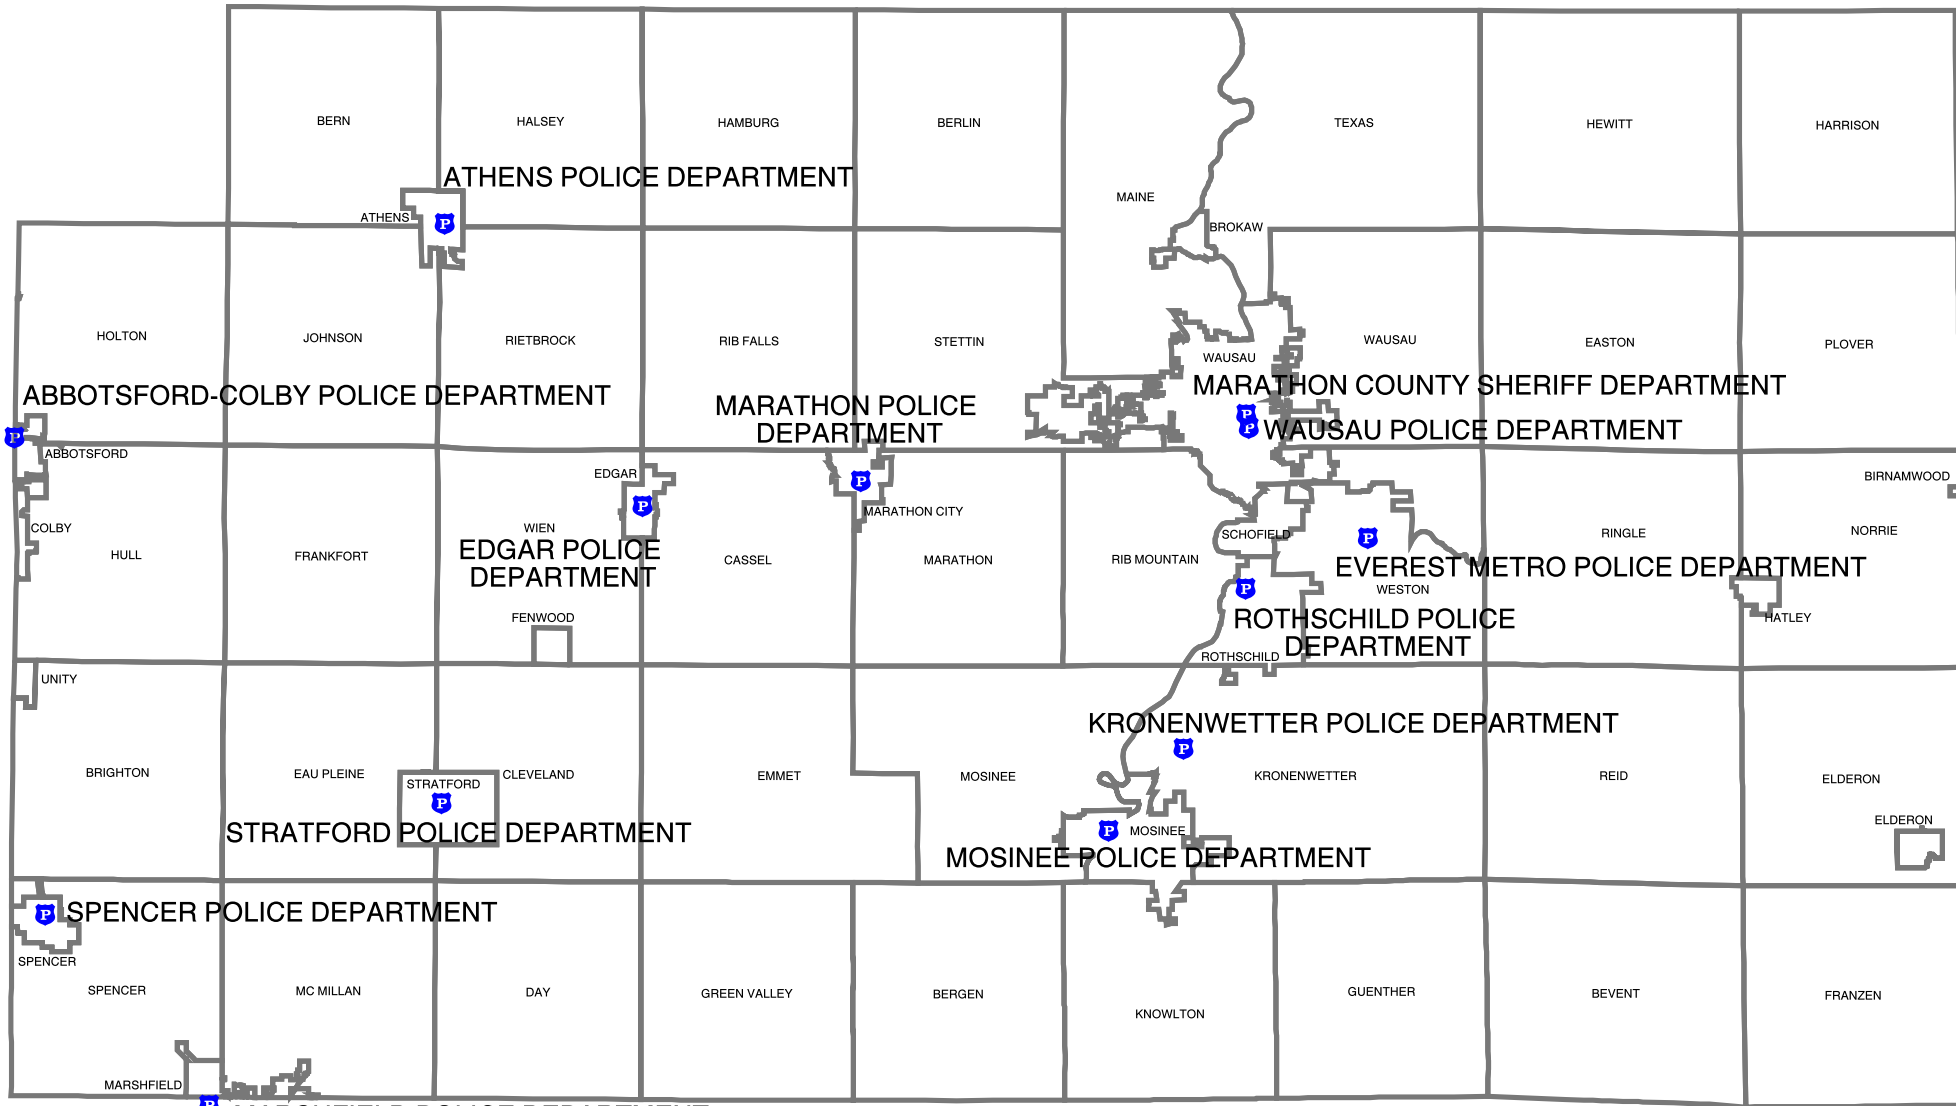 BERN
HALSEY
HAMBURG
BERLIN
TEXAS
HEWITT
HARRISON
ATHENS POLICE DEPARTMENT
MAINE
ATHENS
P
BROKAW
HOLTON
JOHNSON
RIETBROCK
RIB FALLS
STETTIN
WAUSAU
WAUSAU
EASTON
PLOVER
ABBOTSFORD-COLBY POLICE DEPARTMENT
MARATHON POLICE
DEPARTMENT
MARATHON COUNTY SHERIFF DEPARTMENT
P
P
WAUSAU POLICE DEPARTMENT
P
ABBOTSFORD
EDGAR
P
P
MARATHON CITY
BIRNAMWOOD
COLBY
HULL
FRANKFORT
WIEN
EDGAR POLICE
DEPARTMENT
CASSEL
MARATHON
RIB MOUNTAIN
SCHOFIELD
P
RINGLE
NORRIE
EVEREST METRO POLICE DEPARTMENT
WESTON
P
ROTHSCHILD POLICE
DEPARTMENT
HATLEY
FENWOOD
ROTHSCHILD
UNITY
KRONENWETTER POLICE DEPARTMENT
P
BRIGHTON
EAU PLEINE
STRATFORD
P
CLEVELAND
EMMET
MOSINEE
KRONENWETTER
REID
ELDERON
STRATFORD POLICE DEPARTMENT
P
MOSINEE
ELDERON
MOSINEE POLICE DEPARTMENT
P
SPENCER POLICE DEPARTMENT
SPENCER
SPENCER
MC MILLAN
DAY
GREEN VALLEY
BERGEN
KNOWLTON
GUENTHER
BEVENT
FRANZEN
MARSHFIELD
P